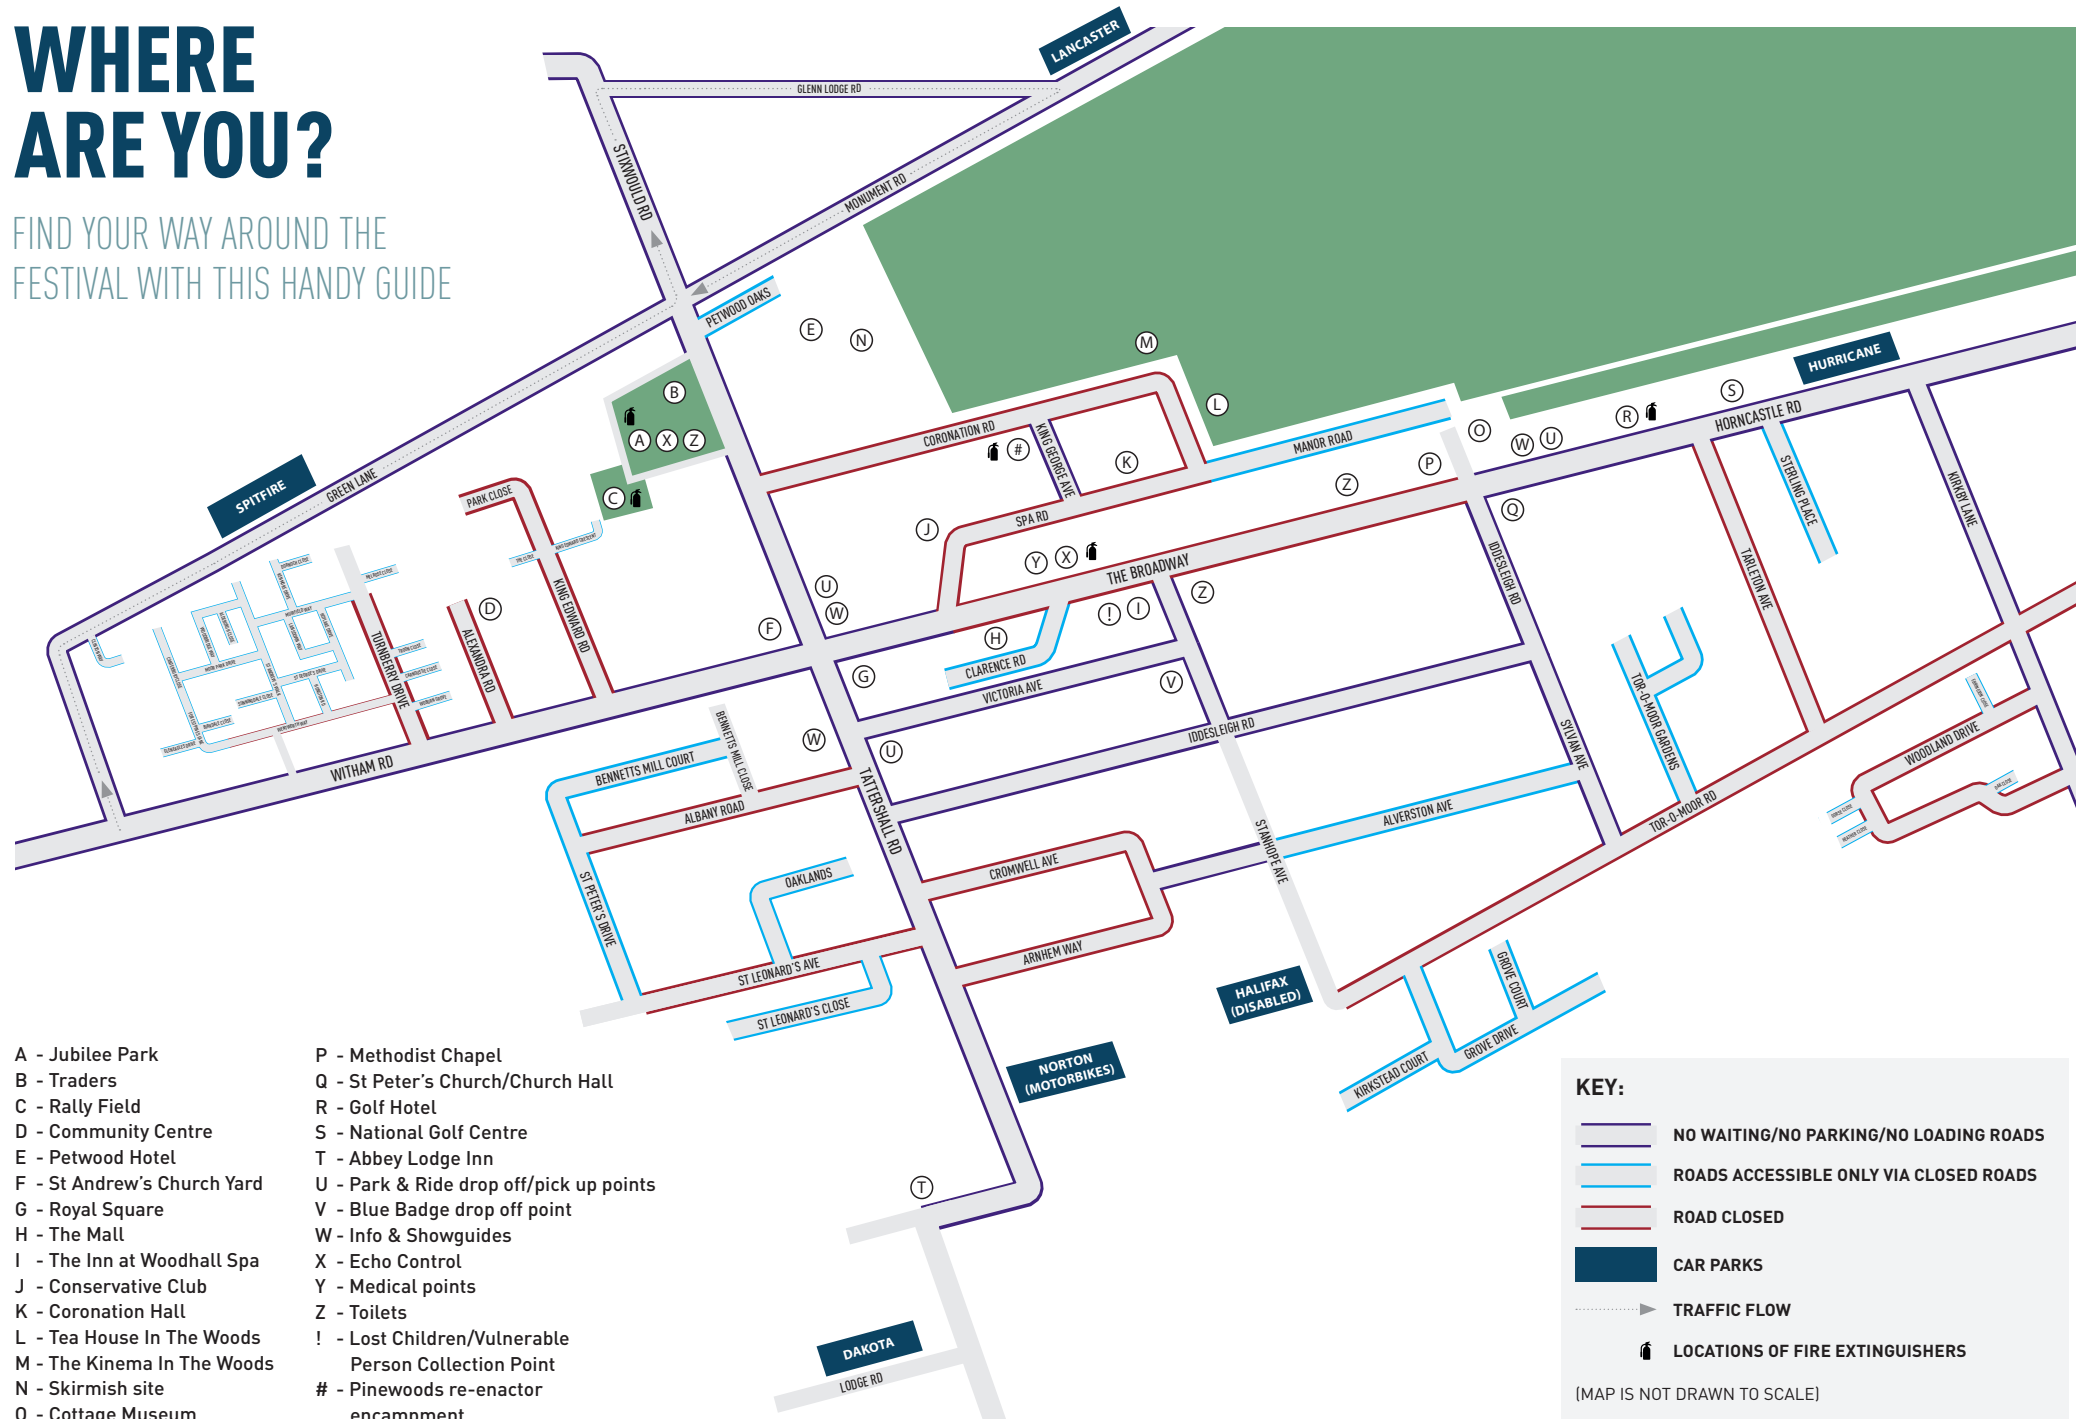 WHERE
ARE YOU?
FIND YOUR WAY AROUND THE
FESTIVAL WITH THIS HANDY GUIDE
LANCASTER
GLENN LODGE RD
STIXWOULD RD
MONUMENT RD
PETWOOD OAKS
E
N
M
B
A X Z
C
L
HURRICANE
S
R
HORNCASTLE RD
O
W U
MANOR ROAD
CORONATION RD
#
KING GEORGE AVE
K
P
Z
Q
STERLING PLACE
KIRKBY LANE
SPITFIRE
GREEN LANE
PARK CLOSE
J
SPA RD
Y X
THE BROADWAY
IDDESLEIGH RD
TARLETON AVE
KING EDWARD RD
D
ALEXANDRA RD
TURNBERRY DRIVE
U
W
F
H
! I
Z
CLARENCE RD
G
VICTORIA AVE
V
WITHAM RD
BENNETTS MILL CLOSE
BENNETTS MILL COURT
W
U
IDDESLEIGH RD
SYLVAN AVE
TOR-O-MOOR GARDENS
WOODLAND DRIVE
ALBANY ROAD
TATTERSHALL RD
STANHOPE AVE
ALVERSTON AVE
TOR-O-MOOR RD
CROMWELL AVE
OAKLANDS
ST PETER'S DRIVE
ST LEONARD'S AVE
ARNHEM WAY
ST LEONARD'S CLOSE
HALIFAX
(DISABLED)
GROVE COURT
GROVE DRIVE
KIRKSTEAD COURT
NORTON
(MOTORBIKES)
T
DAKOTA
LODGE RD
A - Jubilee Park
B - Traders
C - Rally Field
D - Community Centre
E - Petwood Hotel
F - St Andrew's Church Yard
G - Royal Square
H - The Mall
I - The Inn at Woodhall Spa
J - Conservative Club
K - Coronation Hall
L - Tea House In The Woods
M - The Kinema In The Woods
N - Skirmish site
O - Cottage Museum
P - Methodist Chapel
Q - St Peter's Church/Church Hall
R - Golf Hotel
S - National Golf Centre
T - Abbey Lodge Inn
U - Park & Ride drop off/pick up points
V - Blue Badge drop off point
W - Info & Showguides
X - Echo Control
Y - Medical points
Z - Toilets
! - Lost Children/Vulnerable
Person Collection Point
# - Pinewoods re-enactor
encampment
KEY:
NO WAITING/NO PARKING/NO LOADING ROADS
ROADS ACCESSIBLE ONLY VIA CLOSED ROADS
ROAD CLOSED
CAR PARKS
TRAFFIC FLOW
LOCATIONS OF FIRE EXTINGUISHERS
(MAP IS NOT DRAWN TO SCALE)